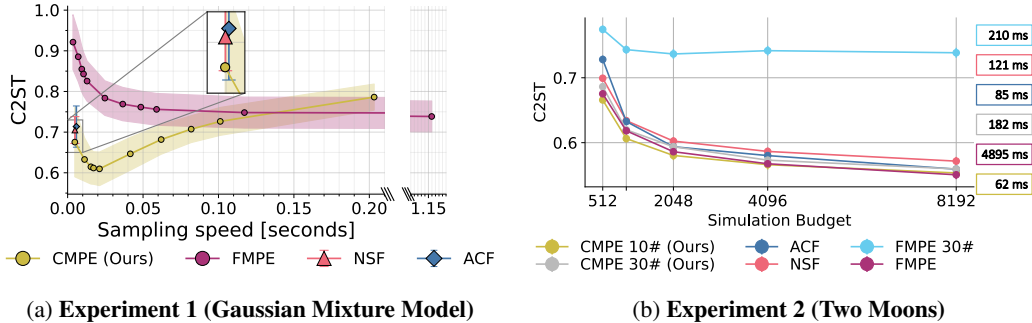 C2ST
1.0
0.9
0.8
0.7
0.6
0.00
0.05
0.10
0.15
0.20
1.15
Sampling speed [seconds]
CMPE (Ours)
FMPE
NSF
ACF
(a) Experiment 1 (Gaussian Mixture Model)
C2ST
0.7
0.6
512
2048
4096
8192
Simulation Budget
210 ms
121 ms
85 ms
182 ms
4895 ms
62 ms
CMPE 10# (Ours)
ACF
FMPE 30#
CMPE 30# (Ours)
NSF
FMPE
(b) Experiment 2 (Two Moons)